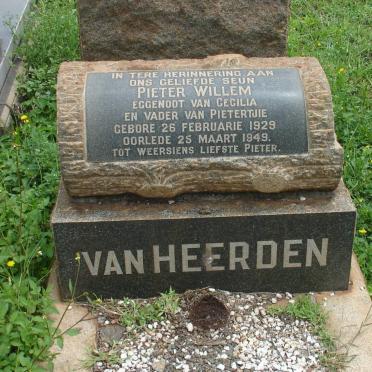 IN TERE HERINNERING AAN
ONS GELIEFDE SEUN
PIETER WILLEM
EGGENOOT VAN CECILIA
EN VADER VAN PIETERTJIE
GEBORE 26 FEBRUARIE 1929
OORLEDE 25 MAART 1949.
TOT WEERSIENS LIEFSTE PIETER.
VAN HEERDEN